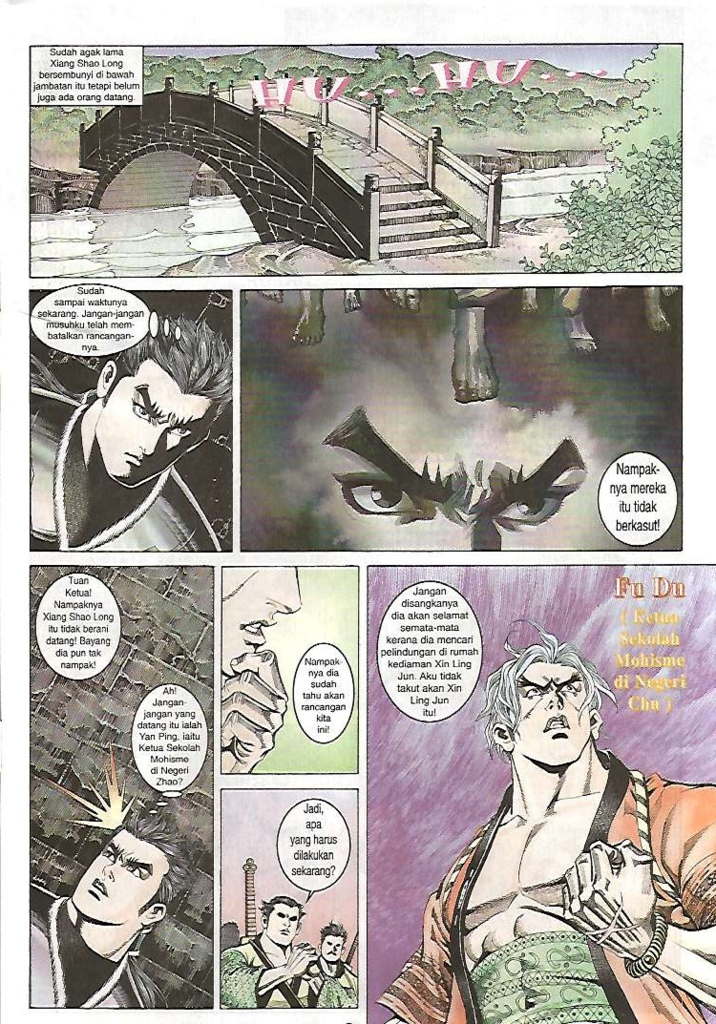 Sudah agak lama
Xiang Shao Long
bersembunyi di bawah
jambatan itu tetapi belum
juga ada orang datang.
HU... HU...
Sudah
sampai waktunya
sekarang. Jangan-jangan
musuhku telah mem-
batalkan rancangan-
nya.
Nampak-
nya mereka
itu tidak
berkasut!
Tuan
Ketua!
Nampaknya
Xiang Shao Long
itu tidak berani
datang! Bayang
dia pun tak
nampak!
Ah!
Jangan-
jangan yang
datang itu ialah
Yan Ping, iaitu
Ketua Sekolah
Mohisme
di Negeri
Zhao?
Nampak-
nya dia
sudah
tahu akan
rancangan
kita
ini!
Jadi,
apa
yang harus
dilakukan
sekarang?
Jangan
disangkanya
dia akan selamat
semata-mata
kerana dia mencari
pelindungan di rumah
kediaman Xin Ling
Jun. Aku tidak
takut akan Xin
Ling Jun
itu!
Fu Du
( Ketua
Sekolah
Mohisme
di Negeri
Chu )